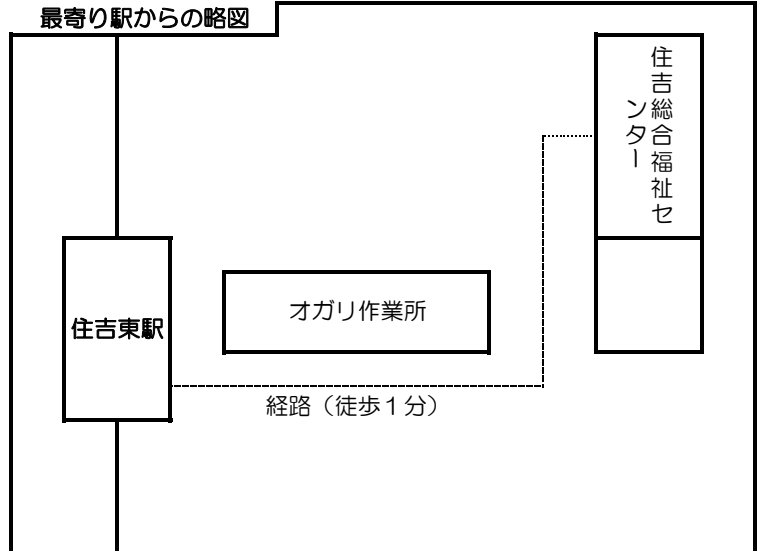 最寄り駅からの略図
住吉総合福祉セ
ンター
オガリ作業所
住吉東駅
経路（徒歩１分）